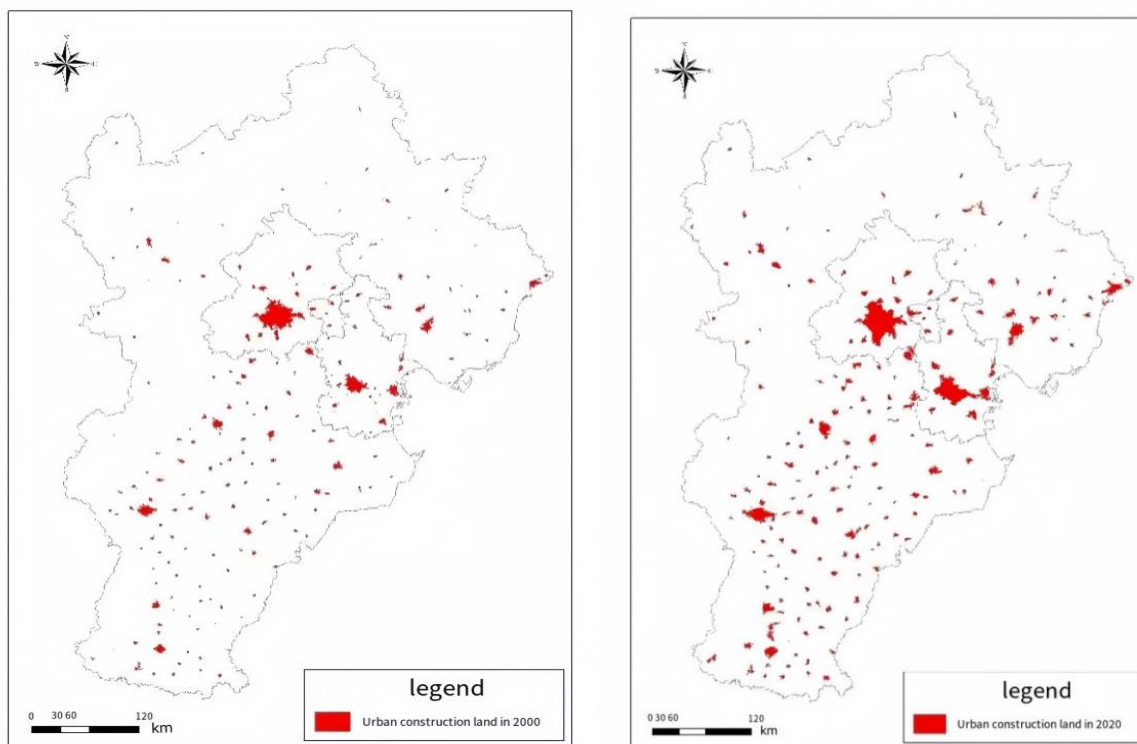 legend
Urban construction land in 2000
0 30 60 120 km
legend
Urban construction land in 2020
0 30 60 120 km